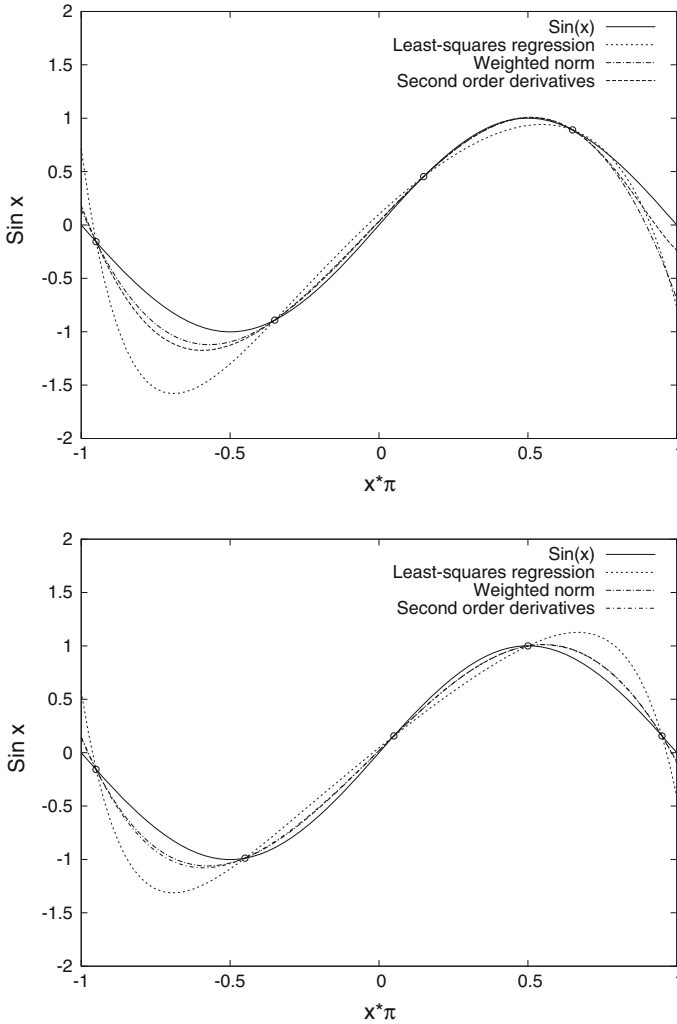 2
1.5
1
0.5
0
-0.5
-1
-1.5
-2
Sin x
Sin(x)
Least-squares regression
Weighted norm
Second order derivatives
-1
-0.5
0
0.5
x*π
2
1.5
1
0.5
0
-0.5
-1
-1.5
-2
Sin x
Sin(x)
Least-squares regression
Weighted norm
Second order derivatives
-1
-0.5
0
0.5
x*π